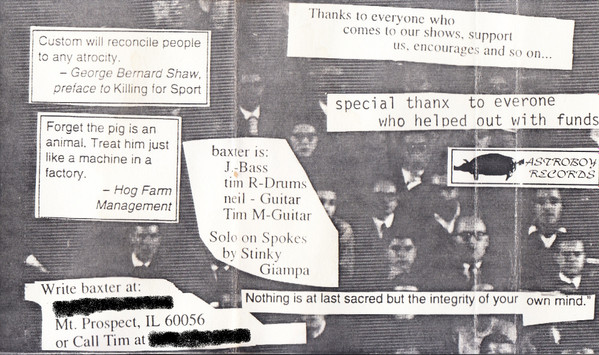 Custom will reconcile people
to any atrocity.
– George Bernard Shaw,
preface to Killing for Sport
Thanks to everyone who
comes to our shows, support
us, encourages and so on...
special thanx to everone
who helped out with funds
Forget the pig is an
animal. Treat him just
like a machine in a
factory.
– Hog Farm
Management
baxter is:
J.-Bass
tim R-Drums
neil - Guitar
Tim M-Guitar
Solo on Spokes
by Stinky
Giampa
ASTROBOY
RECORDS
Write baxter at:
Mt. Prospect, IL 60056
or Call Tim at
Nothing is at last sacred but the integrity of your own mind."